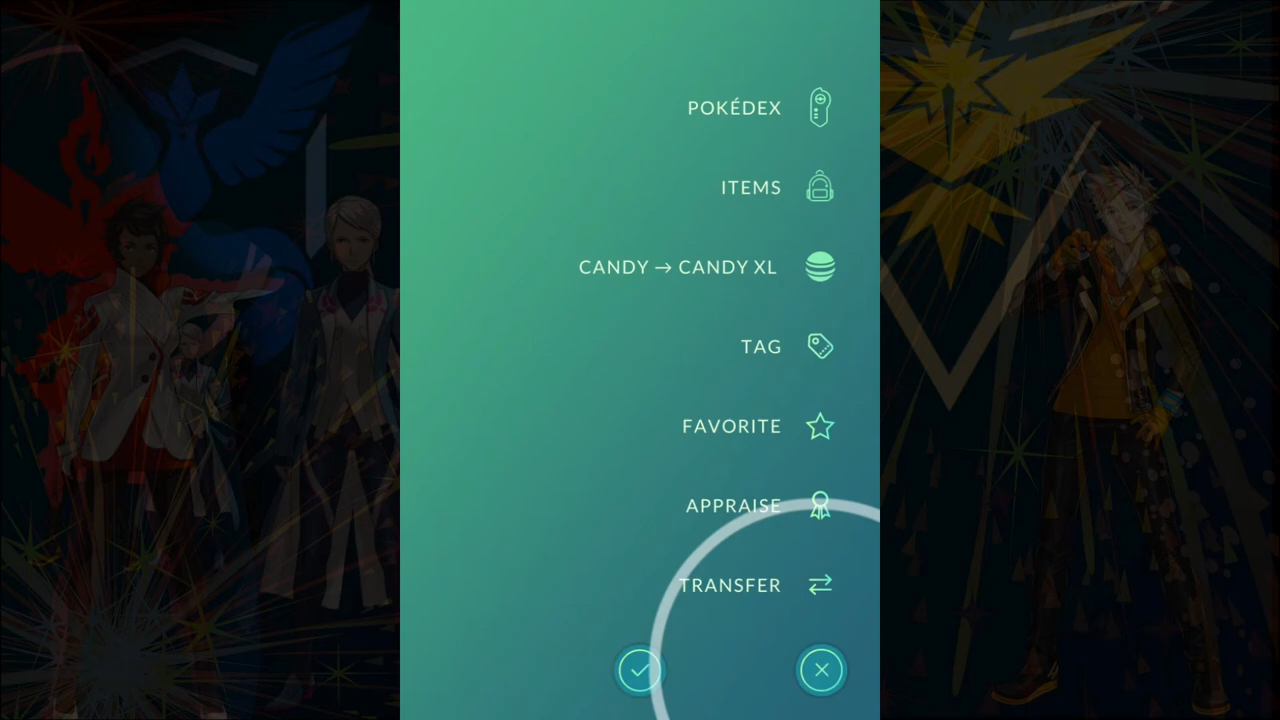 POKÉDEX
ITEMS
CANDY → CANDY XL
TAG
FAVORITE
APPRAISE
TRANSFER